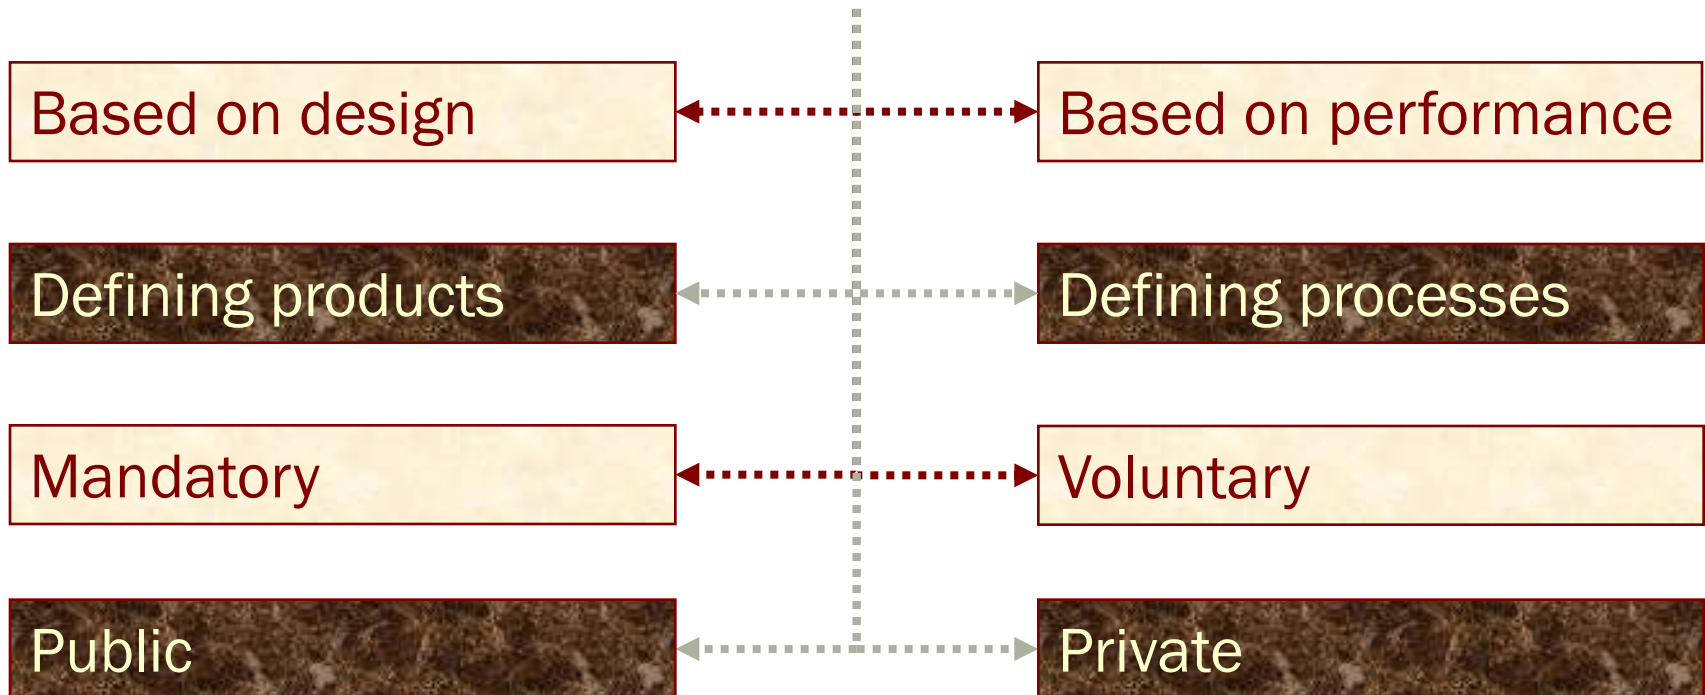 Based on design
Based on performance
Defining products
Defining processes
Mandatory
Voluntary
Public
Private